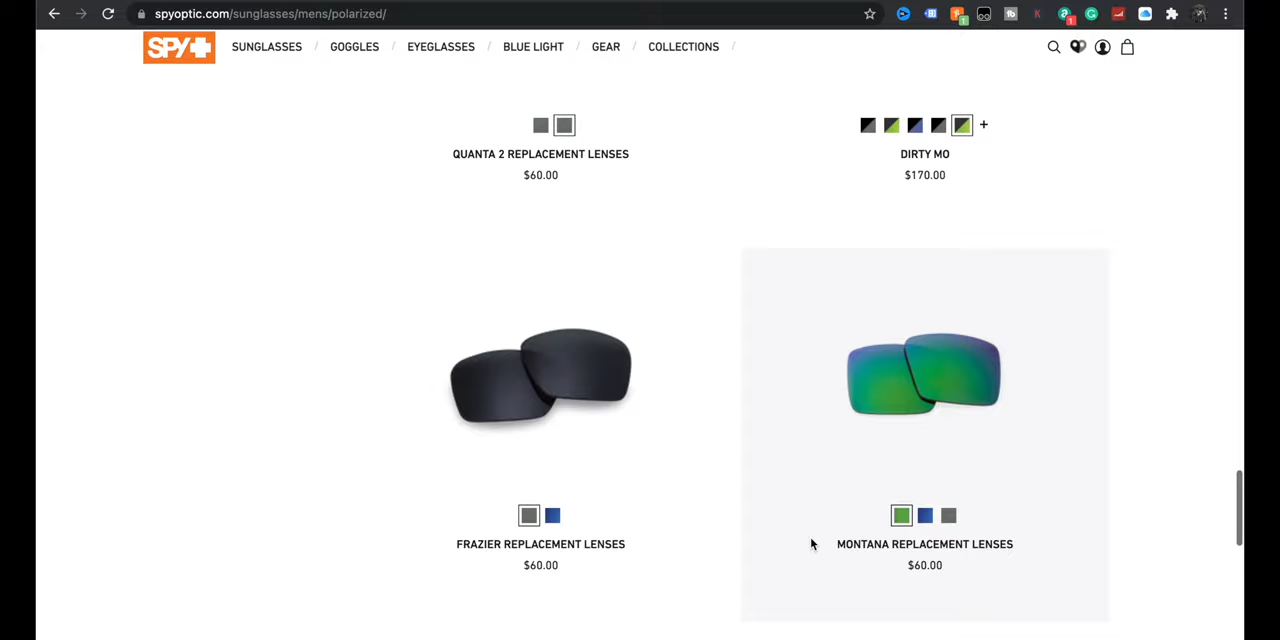 spyoptic.com/sunglasses/mens/polarized/
SPY+ SUNGLASSES / GOGGLES / EYEGLASSES / BLUE LIGHT / GEAR / COLLECTIONS /
+
QUANTA 2 REPLACEMENT LENSES
$60.00
DIRTY MO
$170.00
FRAZIER REPLACEMENT LENSES
$60.00
MONTANA REPLACEMENT LENSES
$60.00